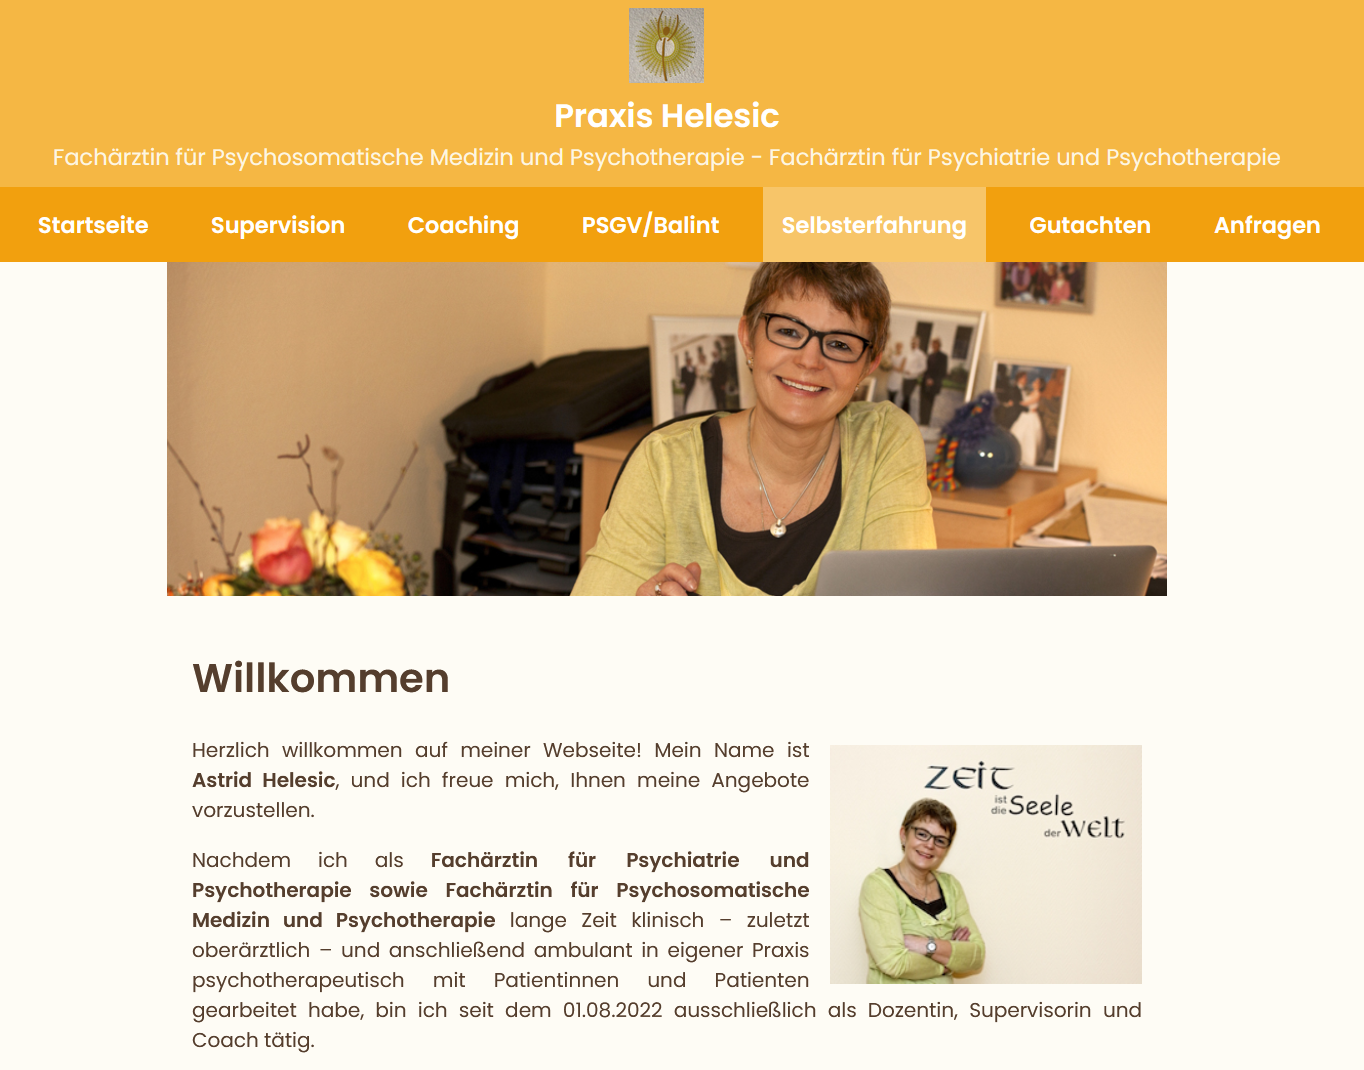 Praxis Helesic
Fachärztin für Psychosomatische Medizin und Psychotherapie - Fachärztin für Psychiatrie und Psychotherapie
Startseite Supervision Coaching PSGV/Balint Selbsterfahrung Gutachten Anfragen
Willkommen
Herzlich willkommen auf meiner Webseite! Mein Name ist
Astrid Helesic, und ich freue mich, Ihnen meine Angebote
vorzustellen.
Nachdem ich als Fachärztin für Psychiatrie und
Psychotherapie sowie Fachärztin für Psychosomatische
Medizin und Psychotherapie lange Zeit klinisch – zuletzt
oberärztlich – und anschließend ambulant in eigener Praxis
psychotherapeutisch mit Patientinnen und Patienten
gearbeitet habe, bin ich seit dem 01.08.2022 ausschließlich als Dozentin, Supervisorin und
Coach tätig.
Zeit
ist
die Seele
der Welt